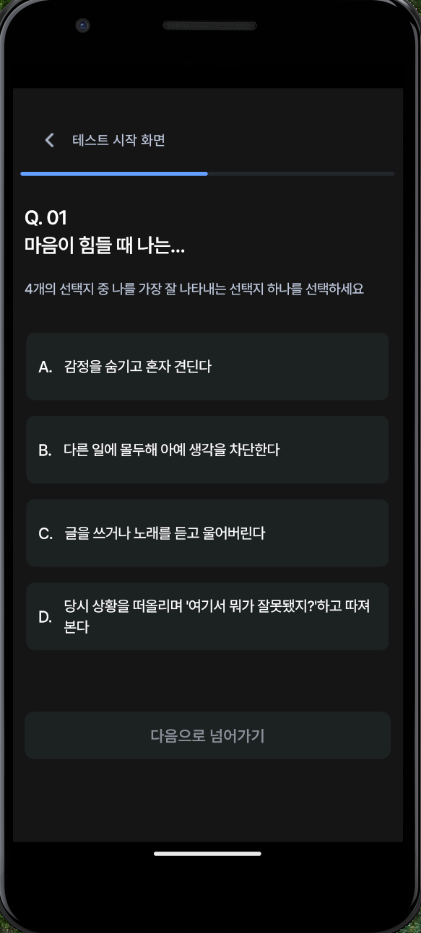 테스트 시작 화면
Q. 01
마음이 힘들 때 나는...
4개의 선택지 중 나를 가장 잘 나타내는 선택지 하나를 선택하세요
A. 감정을 숨기고 혼자 견딘다
B. 다른 일에 몰두해 아예 생각을 차단한다
C. 글을 쓰거나 노래를 듣고 울어버린다
D. 당시 상황을 떠올리며 '여기서 뭐가 잘못됐지?'하고 따져
본다
다음으로 넘어가기